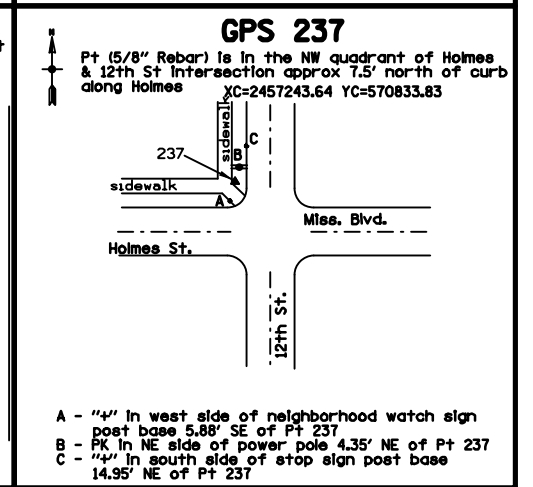 GPS 237
N
Pt (5/8" Rebar) is in the NW quadrant of Holmes
& 12th St intersection approx 7.5' north of curb
along Holmes
XC=2457243.64 YC=570833.83
sidewalk
C
B
237
sidewalk
A
Miss. Blvd.
Holmes St.
12th St.
A - "+" in west side of neighborhood watch sign
post base 5.88' SE of Pt 237
B - PK in NE side of power pole 4.35' NE of Pt 237
C - "+" in south side of stop sign post base
14.95' NE of Pt 237